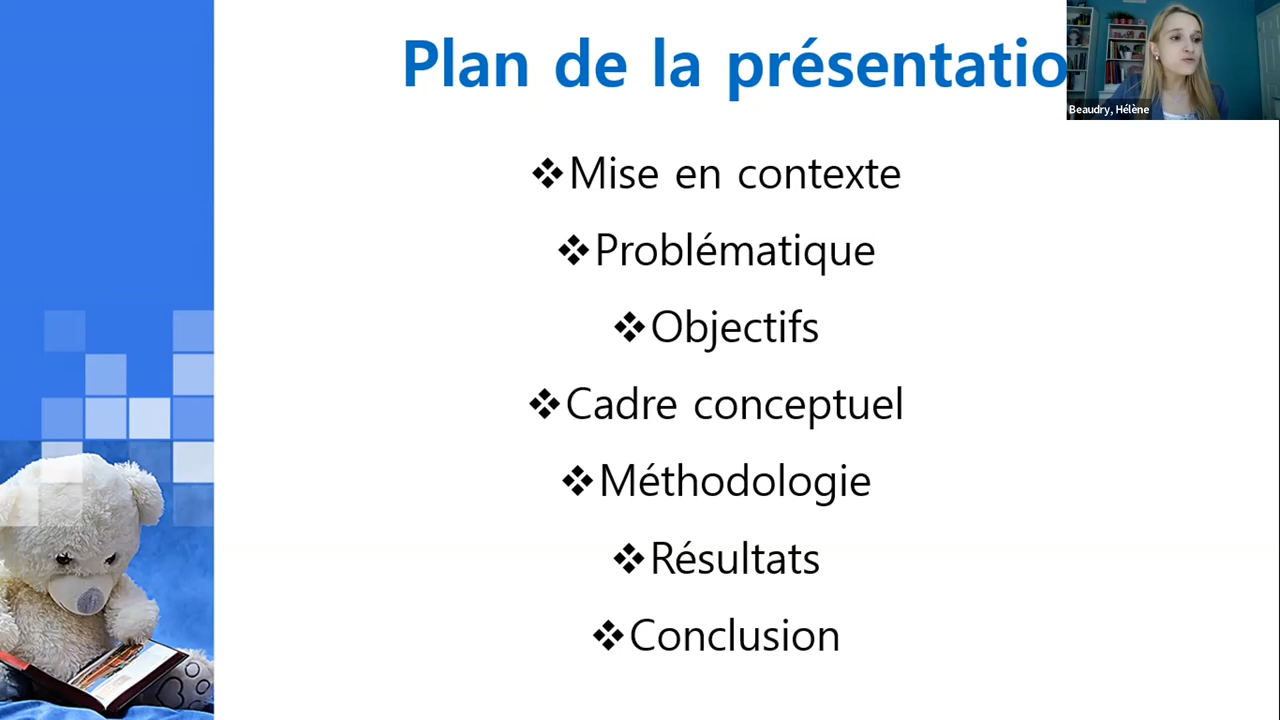 Plan de la présentatio
Beaudry, Hélène
❖Mise en contexte
❖Problématique
❖Objectifs
❖Cadre conceptuel
❖Méthodologie
❖Résultats
❖Conclusion